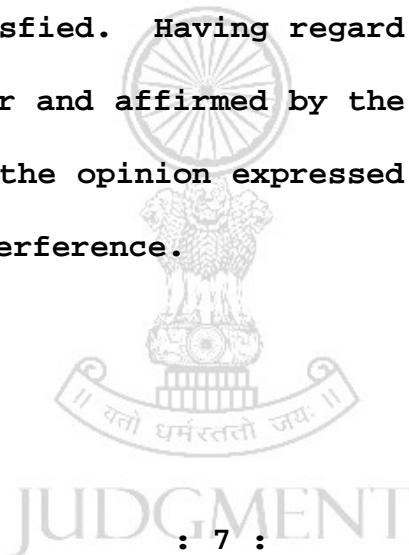 sfied. Having regard
r and affirmed by the
the opinion expressed
erference.
॥ यतो धर्मस्ततो जयः ॥
JUDGMENT
: 7 :